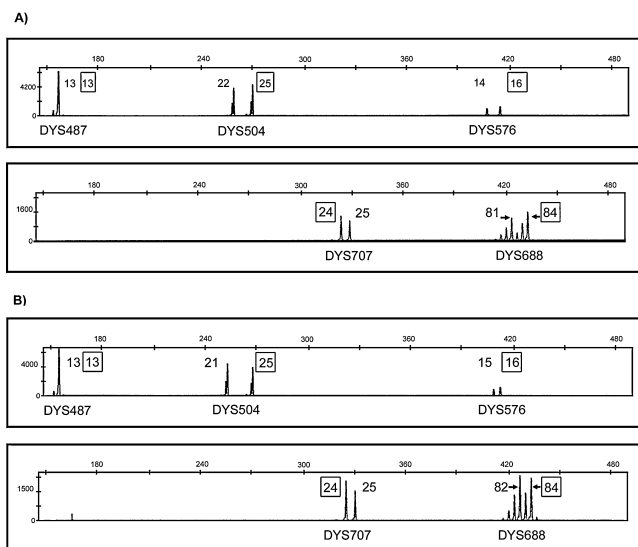 A)
180 240 300 360 420 480
4200
0
13 13 22 25 14 16
DYS487 DYS504 DYS576
180 240 300 360 420 480
1600
0
24 25 81 84
DYS707 DYS688
B)
180 240 300 360 420 480
4000
0
13 13 21 25 15 16
DYS487 DYS504 DYS576
180 240 300 360 420 480
1500
0
24 25 82 84
DYS707 DYS688